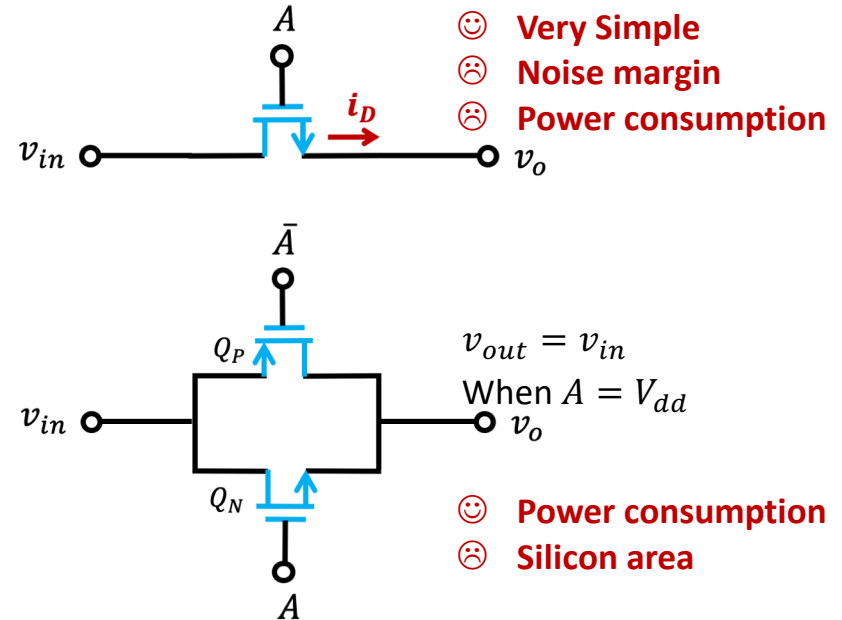 A
☺ Very Simple
☹ Noise margin
☹ Power consumption
i_D
v_in
v_o
Ā
Q_P
v_out = v_in
When A = V_dd
v_in
v_o
Q_N
☺ Power consumption
☹ Silicon area
A